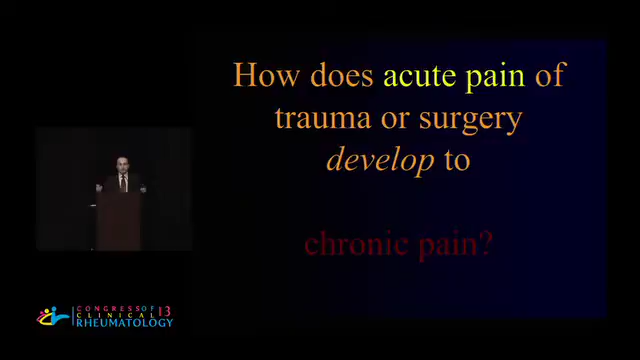 How does acute pain of
trauma or surgery
develop to
chronic pain?
CONGRESS OF 13
CLINICAL
RHEUMATOLOGY